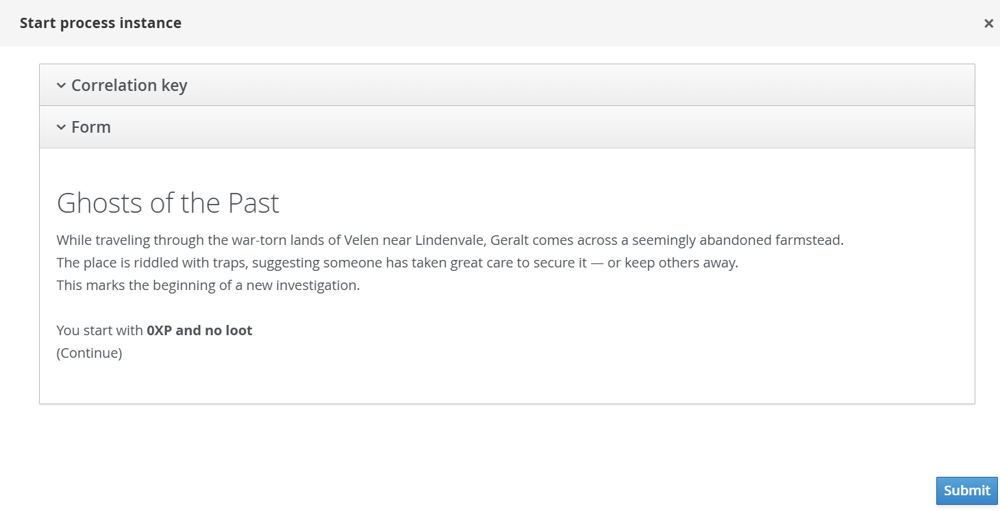 Start process instance
×
Correlation key
Form
Ghosts of the Past
While traveling through the war-torn lands of Velen near Lindenvale, Geralt comes across a seemingly abandoned farmstead.
The place is riddled with traps, suggesting someone has taken great care to secure it — or keep others away.
This marks the beginning of a new investigation.
You start with 0XP and no loot
(Continue)
Submit